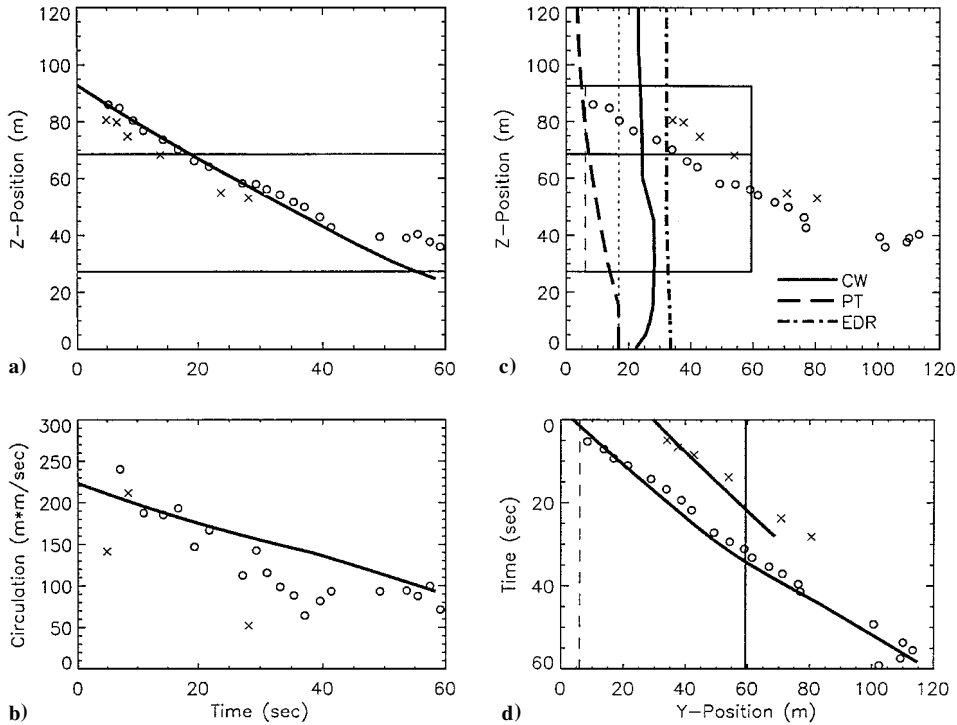 120
100
80
60
40
20
0
Z-Position (m)
0 20 40 60
a)
120
100
80
60
40
20
0
Z-Position (m)
CW
PT
EDR
0 20 40 60 80 100 120
c)
300
250
200
150
100
50
0
Circulation (m*m/sec)
0 20 40 60
Time (sec)
b)
0
20
40
60
Time (sec)
0 20 40 60 80 100 120
Y-Position (m)
d)